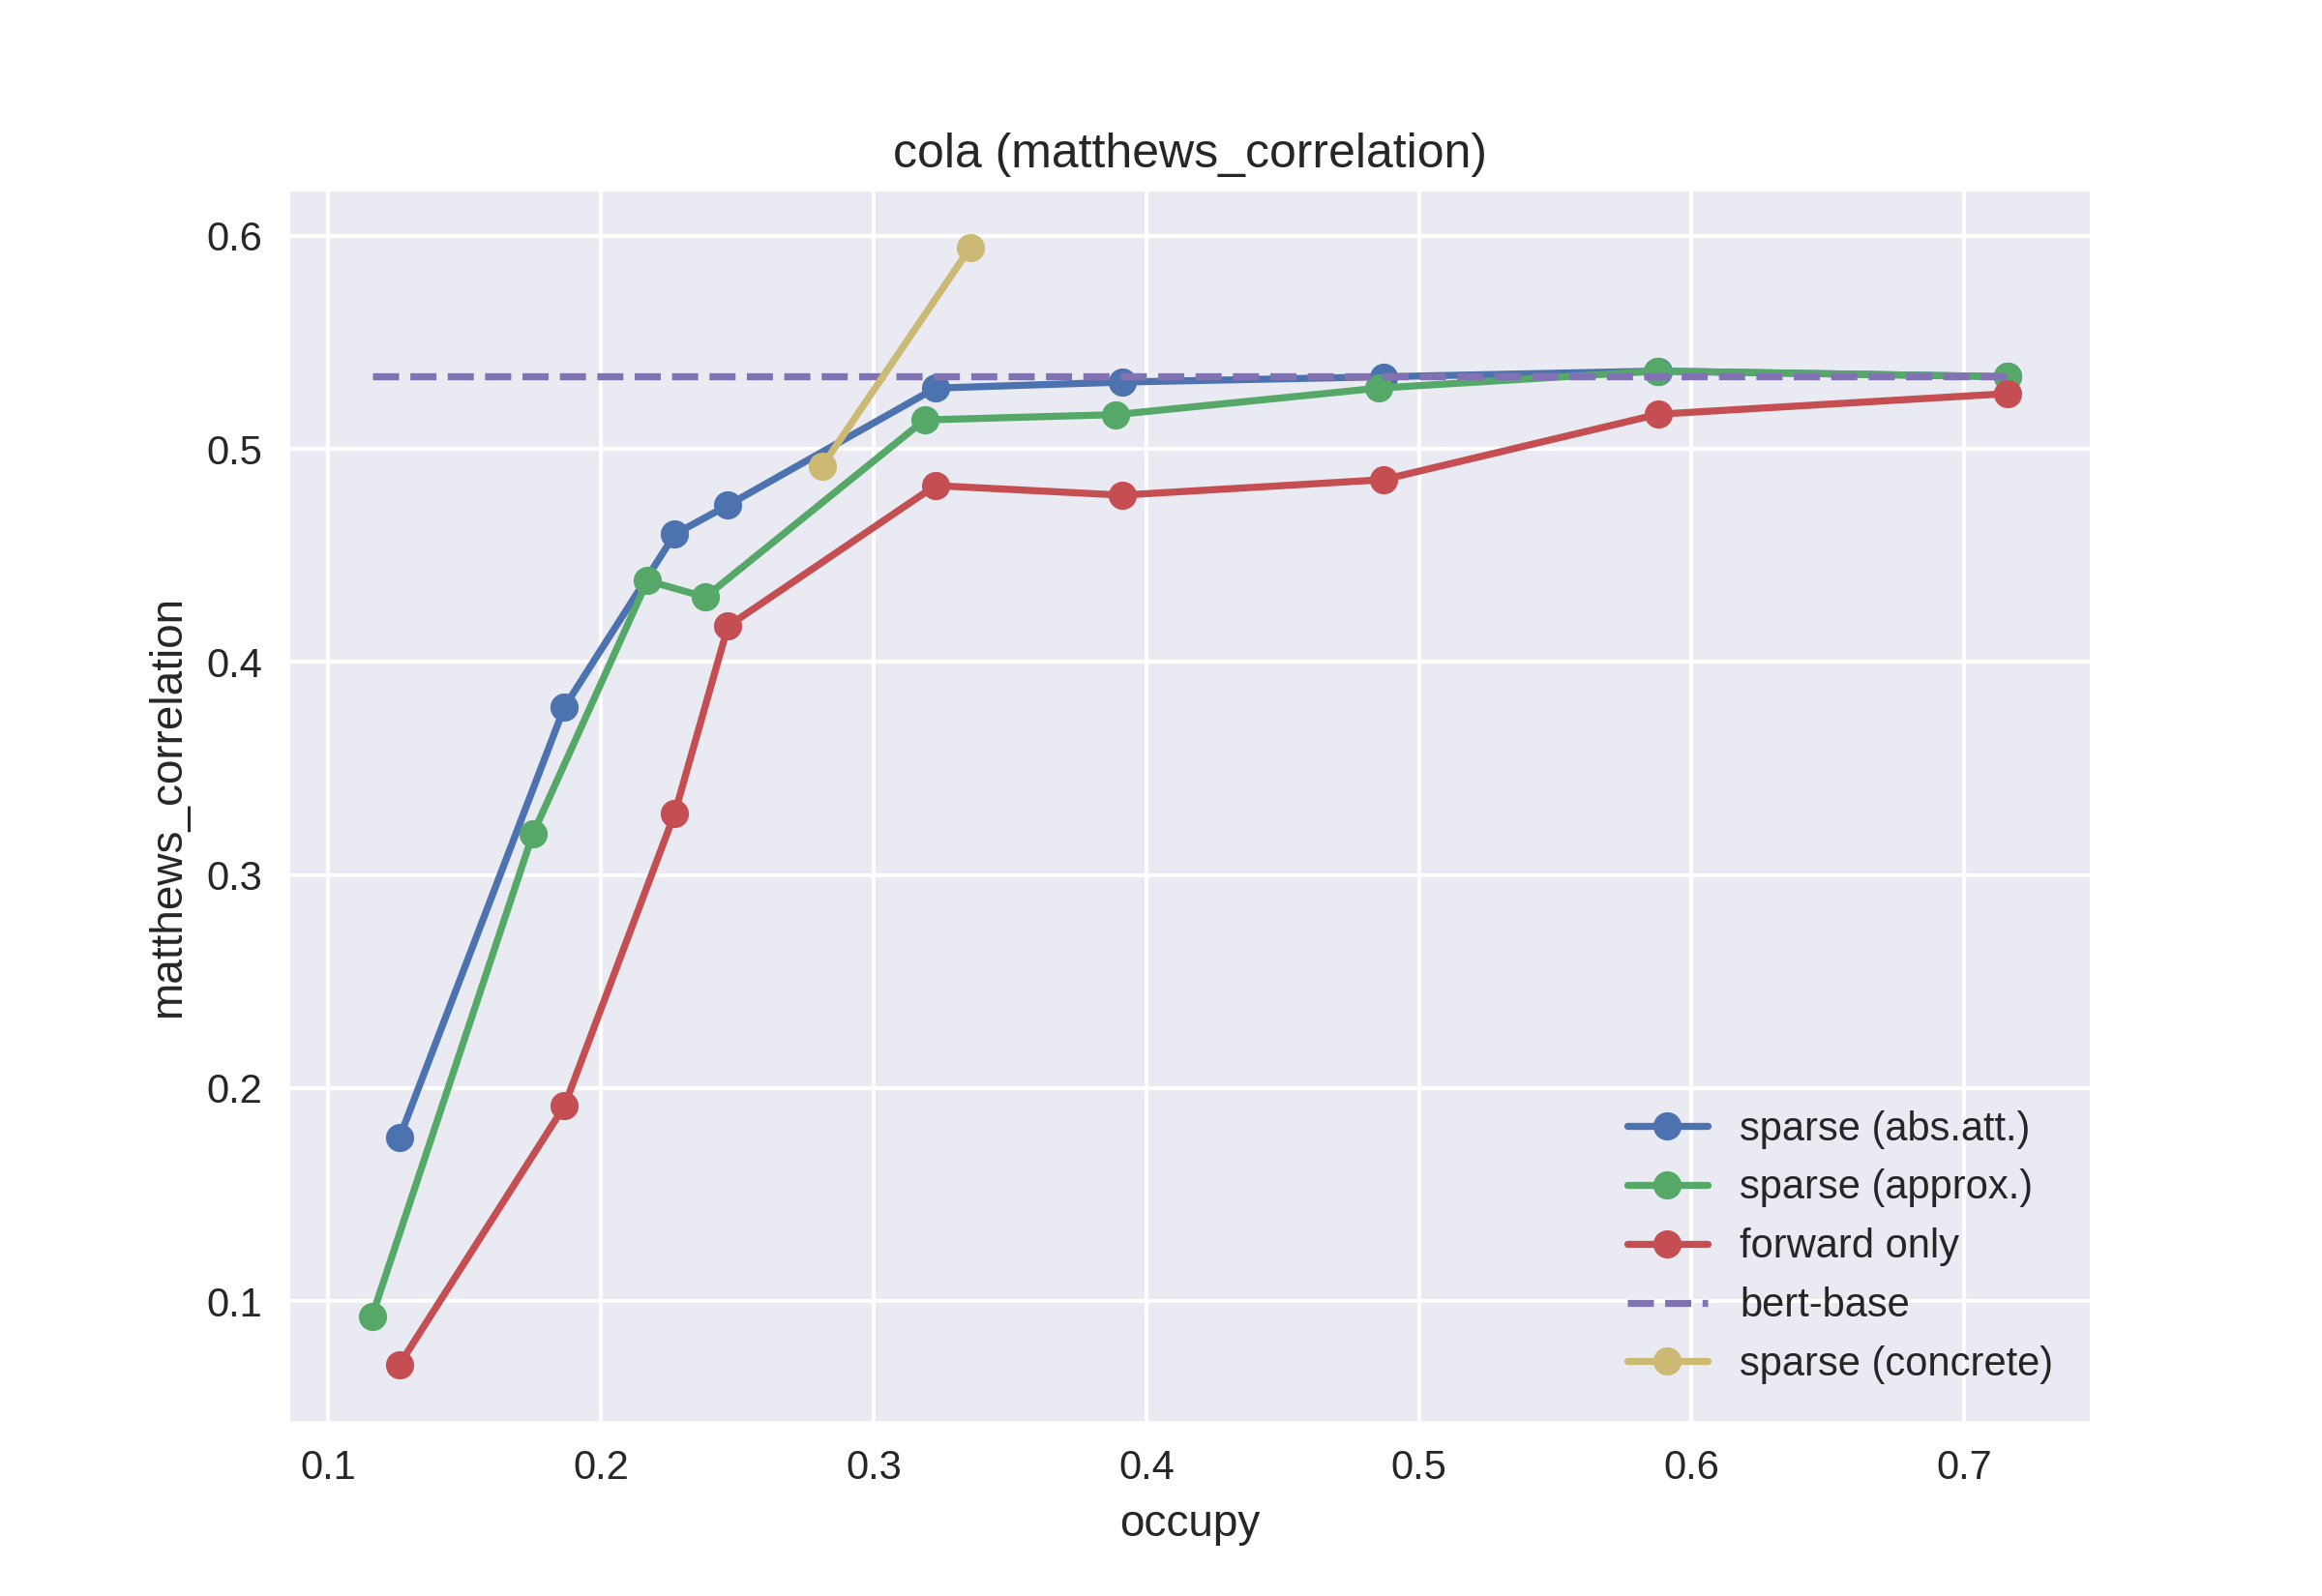 cola (matthews_correlation)
matthews_correlation
0.6
0.5
0.4
0.3
0.2
0.1
0.1 0.2 0.3 0.4 0.5 0.6 0.7
occupy
sparse (abs.att.)
sparse (approx.)
forward only
bert-base
sparse (concrete)